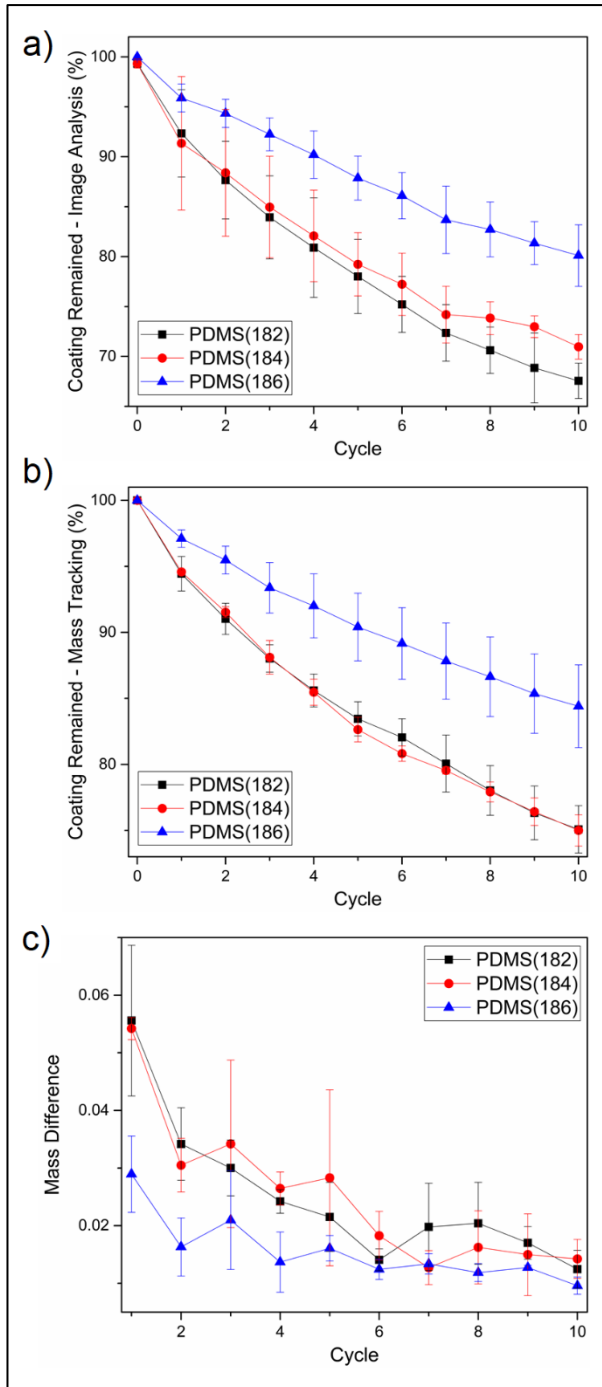 a)
Coating Remained - Image Analysis (%)
100
90
80
70
PDMS(182)
PDMS(184)
PDMS(186)
0 2 4 6 8 10
Cycle
b)
Coating Remained - Mass Tracking (%)
100
90
80
PDMS(182)
PDMS(184)
PDMS(186)
0 2 4 6 8 10
Cycle
c)
Mass Difference
0.06
0.04
0.02
PDMS(182)
PDMS(184)
PDMS(186)
2 4 6 8 10
Cycle